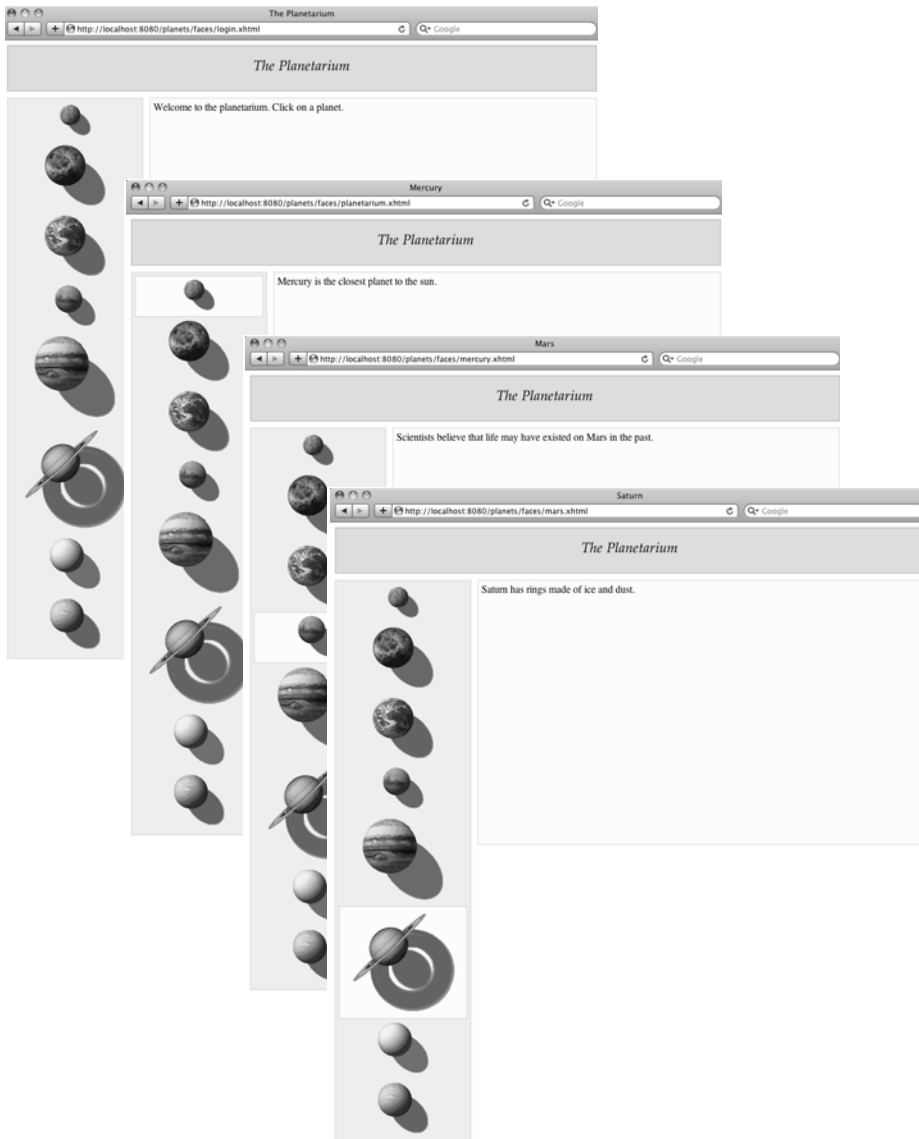 The Planetarium
http://localhost:8080/planets/faces/login.xhtml
Google
The Planetarium
Welcome to the planetarium. Click on a planet.
Mercury
http://localhost:8080/planets/faces/planetarium.xhtml
Google
The Planetarium
Mercury is the closest planet to the sun.
Mars
http://localhost:8080/planets/faces/mercury.xhtml
Google
The Planetarium
Scientists believe that life may have existed on Mars in the past.
Saturn
http://localhost:8080/planets/faces/mars.xhtml
Google
The Planetarium
Saturn has rings made of ice and dust.